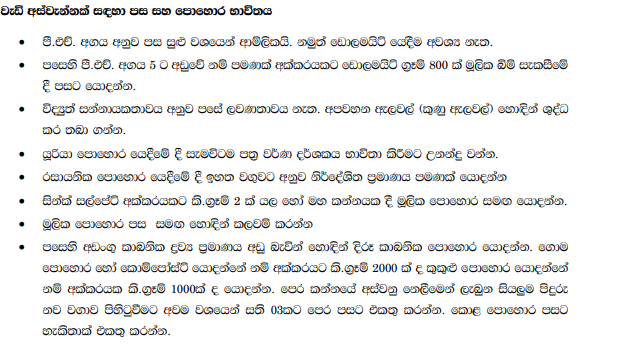 වැඩි අස්වැන්නක් සඳහා පස සහ පොහොර භාවිතය
• පී.එච්. අගය අනුව පස සුළු වශයෙන් ආම්ලිකයි. නමුත් ඩොලමයිට් යෙදීම අවශ්‍ය නැත.
• පසෙහි පී.එච්. අගය 5 ට අඩුවේ නම් පමණක් අක්කරයකට ඩොලමයිට් ග්‍රෑම් 800 ක් මූලික බිම් සැකසීමේ
දී පසට යොදන්න.
• විද්‍යුත් සන්නායකතාවය අනුව පසේ ලවණතාවය නැත. අපවහන ඇලවල් (කුණු ඇලවල්) හොඳින් ශුද්ධ
කර තබා ගන්න.
• යූරියා පොහොර යෙදීමේ දී සැමවිටම පත්‍ර වර්ණ දර්ශකය භාවිතා කිරීමට උනන්දු වන්න.
• රසායනික පොහොර යෙදීමේ දී ඉහත වගුවට අනුව නිර්දේශිත ප්‍රමාණය පමණක් යොදන්න
• සින්ක් සල්පේට් අක්කරයකට කි.ග්‍රෑම් 2 ක් යල හෝ මහ කන්නයක දී මූලික පොහොර සමඟ යොදන්න.
• මූලික පොහොර පස සමඟ හොඳින් කලවම් කරන්න
• පසෙහි අඩංගු කාබනික ද්‍රව්‍ය ප්‍රමාණය අඩු බැවින් හොඳින් දිරූ කාබනික පොහොර යොදන්න. ගොම
පොහොර හෝ කොම්පෝස්ට් යොදන්නේ නම් අක්කරයට කි.ග්‍රෑම් 2000 ක් ද කුකුළු පොහොර යොදන්නේ
නම් අක්කරයක කි.ග්‍රෑම් 1000ක් ද යොදන්න. පෙර කන්නයේ අස්වනු නෙලීමෙන් ලැබුන සියලුම පිදුරු
නව වගාව පිහිටුවීමට අවම වශයෙන් සති 03කට පෙර පසට එකතු කරන්න. කොළ පොහොර පසට
හැකිතාක් එකතු කරන්න.